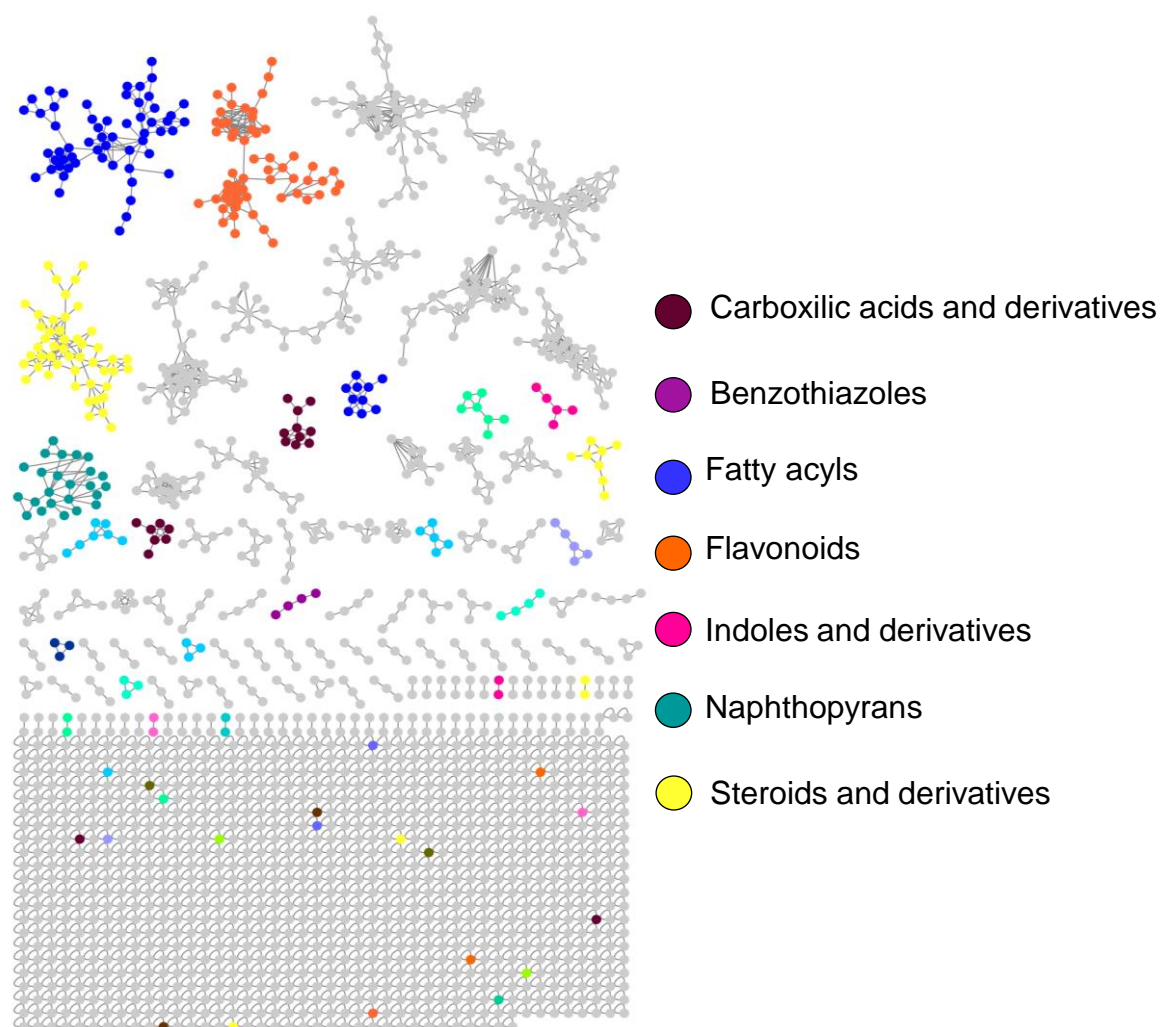 Carboxilic acids and derivatives
Benzothiazoles
Fatty acyls
Flavonoids
Indoles and derivatives
Naphthopyrans
Steroids and derivatives